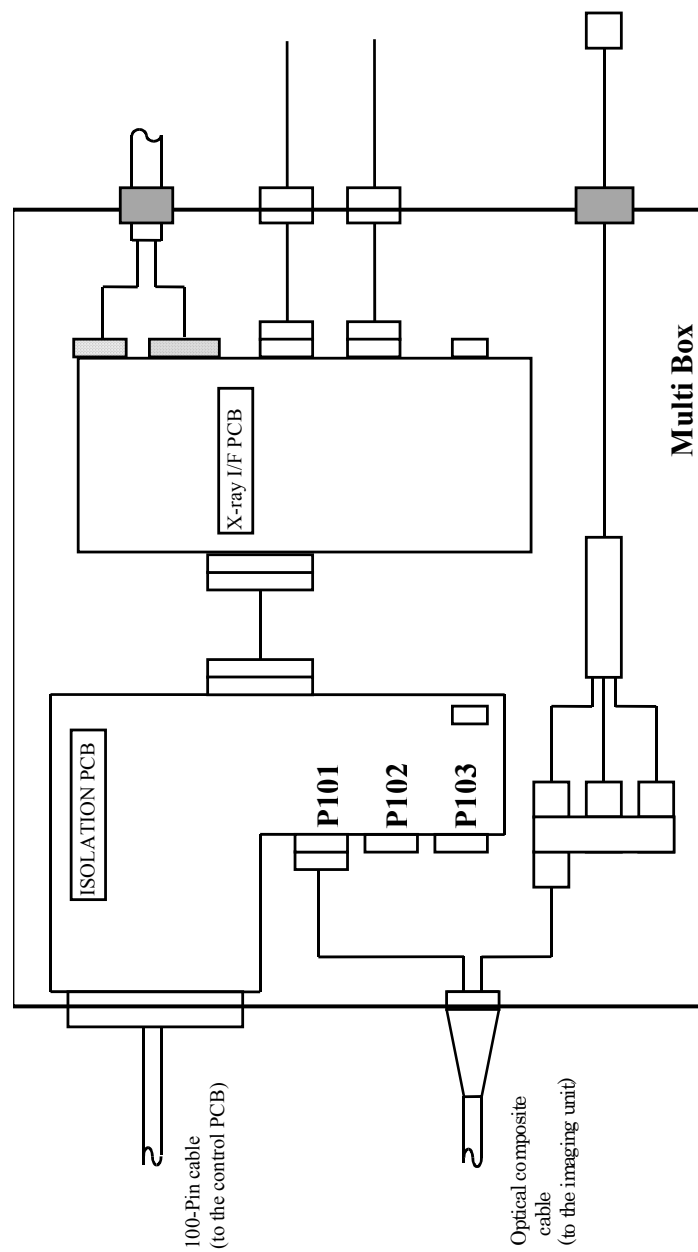 ISOLATION PCB
X-ray I/F PCB
P101
P102
P103
Multi Box
100-Pin cable
(to the control PCB)
Optical composite
cable
(to the imaging unit)